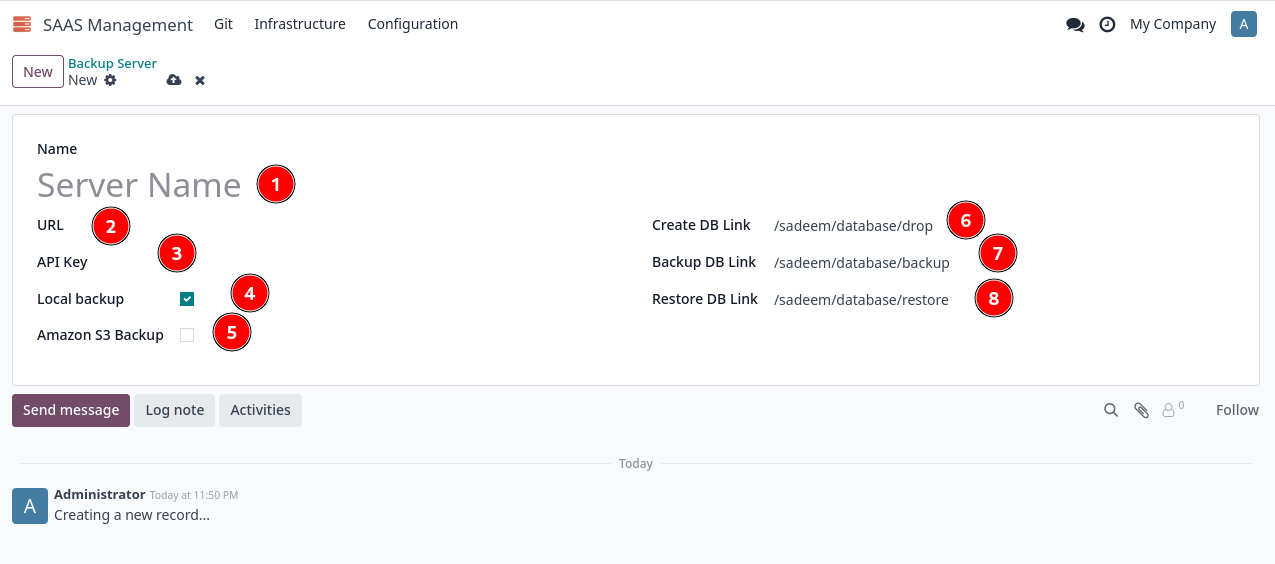 SAAS Management Git Infrastructure Configuration My Company A
New Backup Server
New
Name
Server Name 1
URL 2
API Key 3
Local backup 4
Amazon S3 Backup 5
Create DB Link /sadeem/database/drop 6
Backup DB Link /sadeem/database/backup 7
Restore DB Link /sadeem/database/restore 8
Send message Log note Activities 0 Follow
Today
A Administrator Today at 11:50 PM
Creating a new record...